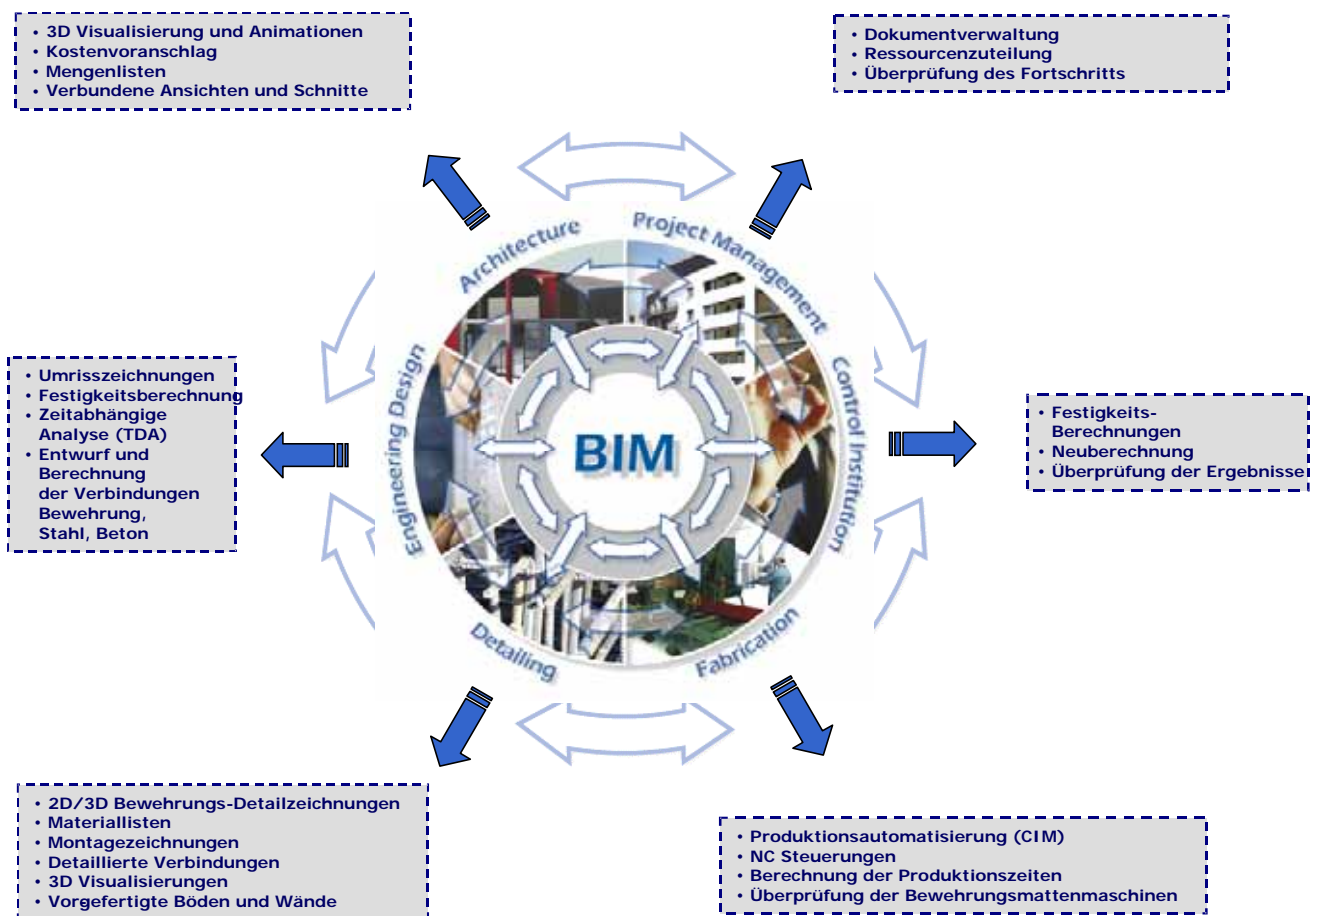 • 3D Visualisierung und Animationen
• Kostenvoranschlag
• Mengenlisten
• Verbundene Ansichten und Schnitte
• Dokumentverwaltung
• Ressourcenzuteilung
• Überprüfung des Fortschritts
Architecture
Project Management
Engineering Design
BIM
Control Institution
Detailing
Fabrication
• Umrisszeichnungen
• Festigkeitsberechnung
• Zeitabhängige
Analyse (TDA)
• Entwurf und
Berechnung
der Verbindungen
Bewehrung,
Stahl, Beton
• Festigkeits-
Berechnungen
• Neuberechnung
• Überprüfung der Ergebnisse
• 2D/3D Bewehrungs-Detailzeichnungen
• Materiallisten
• Montagezeichnungen
• Detaillierte Verbindungen
• 3D Visualisierungen
• Vorgefertigte Böden und Wände
• Produktionsautomatisierung (CIM)
• NC Steuerungen
• Berechnung der Produktionszeiten
• Überprüfung der Bewehrungsmattenmaschinen